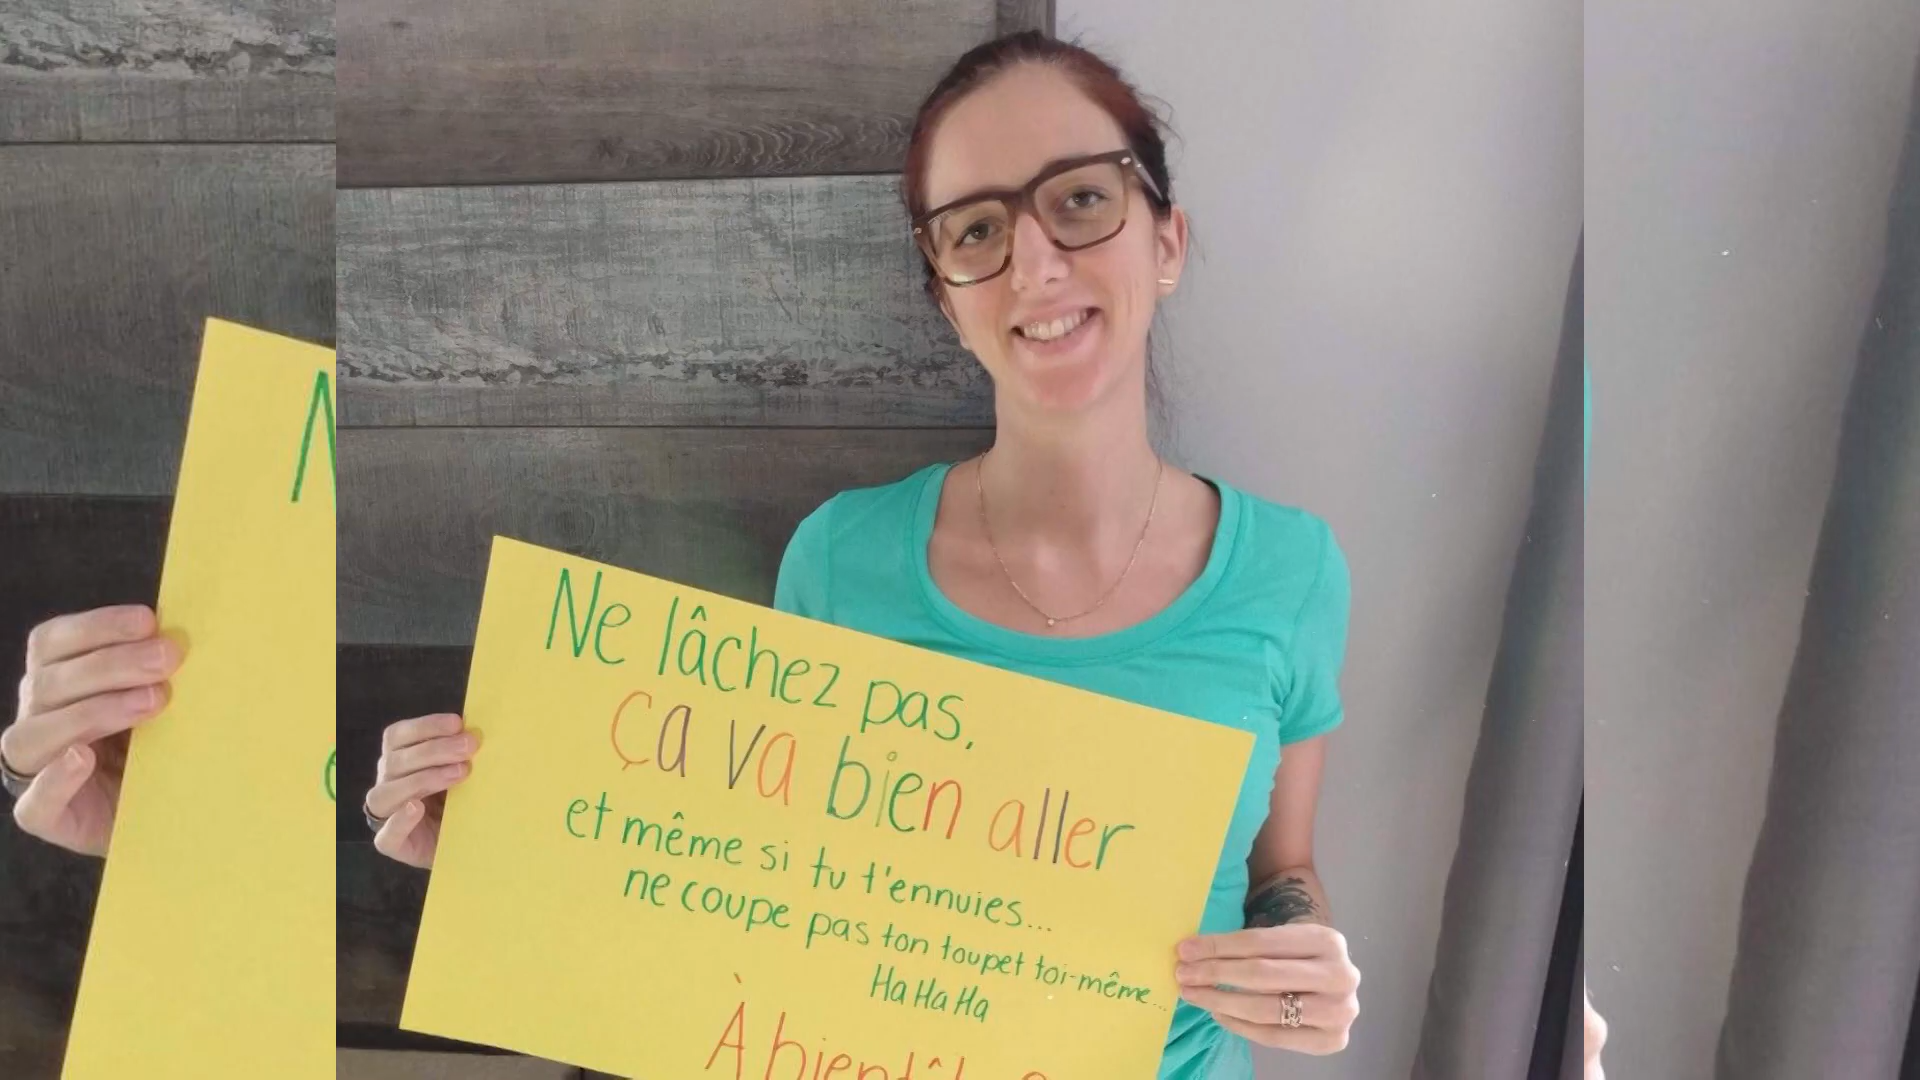 Ne lâchez pas,
ça va bien aller
et même si tu t'ennuies...
ne coupe pas ton toupet toi-même...
Ha Ha Ha
À bientôt